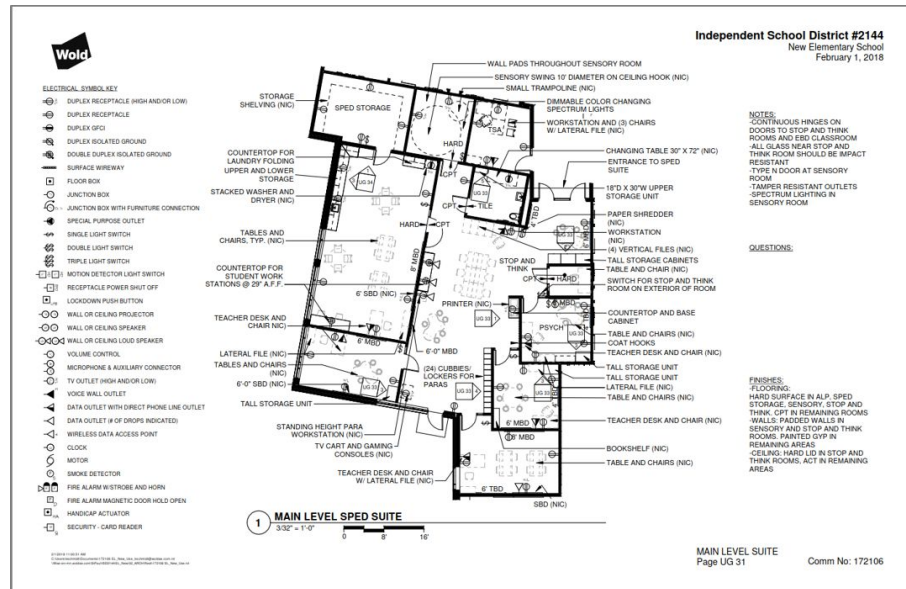 Independent School District #2144
New Elementary School
February 1, 2018
Wold
ELECTRICAL SYMBOL KEY
DUPLEX RECEPTACLE (HIGH AND/OR LOW)
DUPLEX RECEPTACLE
DUPLEX GFCI
DUPLEX ISOLATED GROUND
DOUBLE DUPLEX ISOLATED GROUND
SURFACE WIREWAY
FLOOR BOX
JUNCTION BOX
JUNCTION BOX WITH FURNITURE CONNECTION
SPECIAL PURPOSE OUTLET
SINGLE LIGHT SWITCH
DOUBLE LIGHT SWITCH
TRIPLE LIGHT SWITCH
MOTION DETECTOR LIGHT SWITCH
RECEPTACLE POWER SHUT OFF
LOCKDOWN PUSH BUTTON
WALL OR CEILING PROJECTOR
WALL OR CEILING SPEAKER
WALL OR CEILING LOUD SPEAKER
VOLUME CONTROL
MICROPHONE & AUXILIARY CONNECTOR
TV OUTLET (HIGH AND/OR LOW)
VOICE WALL OUTLET
DATA OUTLET WITH DIRECT PHONE LINE OUTLET
DATA OUTLET (# OF DROPS INDICATED)
WIRELESS DATA ACCESS POINT
CLOCK
MOTOR
SMOKE DETECTOR
FIRE ALARM W/STROBE AND HORN
FIRE ALARM MAGNETIC DOOR HOLD OPEN
HANDICAP ACTUATOR
SECURITY - CARD READER
STORAGE
SHELVING (NIC)
COUNTERTOP FOR
LAUNDRY FOLDING
UPPER AND LOWER
STORAGE
STACKED WASHER AND
DRYER (NIC)
TABLES AND
CHAIRS, TYP. (NIC)
COUNTERTOP FOR
STUDENT WORK
STATIONS @ 29" A.F.F.
TEACHER DESK AND
CHAIR NIC
LATERAL FILE (NIC)
TABLES AND
CHAIRS (NIC)
6'-0" SBD (NIC)
TALL STORAGE UNIT
STANDING HEIGHT PARA
WORKSTATION (NIC)
TV CART AND GAMING
CONSOLES (NIC)
TEACHER DESK AND CHAIR
W/ LATERAL FILE (NIC)
WALL PADS THROUGHOUT SENSORY ROOM
SENSORY SWING 10' DIAMETER ON CEILING HOOK (NIC)
SMALL TRAMPOLINE (NIC)
DIMMABLE COLOR CHANGING
SPECTRUM LIGHTS
WORKSTATION AND (3) CHAIRS
W/ LATERAL FILE (NIC)
CHANGING TABLE 30" X 72" (NIC)
ENTRANCE TO SPED
SUITE
18"D X 30"W UPPER
STORAGE UNIT
PAPER SHREDDER
(NIC)
WORKSTATION
(NIC)
(4) VERTICAL FILES (NIC)
TALL STORAGE CABINETS
TABLE AND CHAIR (NIC)
SWITCH FOR STOP AND THINK
ROOM ON EXTERIOR OF ROOM
COUNTERTOP AND BASE
CABINET
TABLE AND CHAIRS (NIC)
COAT HOOKS
TEACHER DESK AND CHAIR (NIC)
TALL STORAGE UNIT
TALL STORAGE UNIT
LATERAL FILE (NIC)
TABLE AND CHAIRS (NIC)
TEACHER DESK AND CHAIR (NIC)
BOOKSHELF (NIC)
TABLE AND CHAIRS (NIC)
SBD (NIC)
SPED STORAGE
HARD
CPT
TSA
UG 34
UG 33
CPT
TILE
HARD
CPT
8' MBD
6' TBD
6' MBD
UG 33
STOP AND
THINK
CPT
HARD
6' SBD (NIC)
PRINTER (NIC)
UG 33
PSYCH
UG 33
6'-0" MBD
6' MBD
(24) CUBBIES/
LOCKERS FOR
PARAS
UG 33
UG 33
6' MBD
8' MBD
6' TBD
NOTES:
-CONTINUOUS HINGES ON
DOORS TO STOP AND THINK
ROOMS AND EBD CLASSROOM
-ALL GLASS NEAR STOP AND
THINK ROOM SHOULD BE IMPACT
RESISTANT
-TYPE N DOOR AT SENSORY
ROOM
-TAMPER RESISTANT OUTLETS
-SPECTRUM LIGHTING IN
SENSORY ROOM
QUESTIONS:
FINISHES:
-FLOORING:
HARD SURFACE IN ALP, SPED
STORAGE, SENSORY, STOP AND
THINK, CPT IN REMAINING ROOMS
-WALLS: PADDED WALLS IN
SENSORY AND STOP AND THINK
ROOMS. PAINTED GYP IN
REMAINING AREAS
-CEILING: HARD LID IN STOP AND
THINK ROOMS, ACT IN REMAINING
AREAS
1
MAIN LEVEL SPED SUITE
3/32" = 1'-0"
0 8' 16'
MAIN LEVEL SUITE
Page UG 31
Comm No: 172106